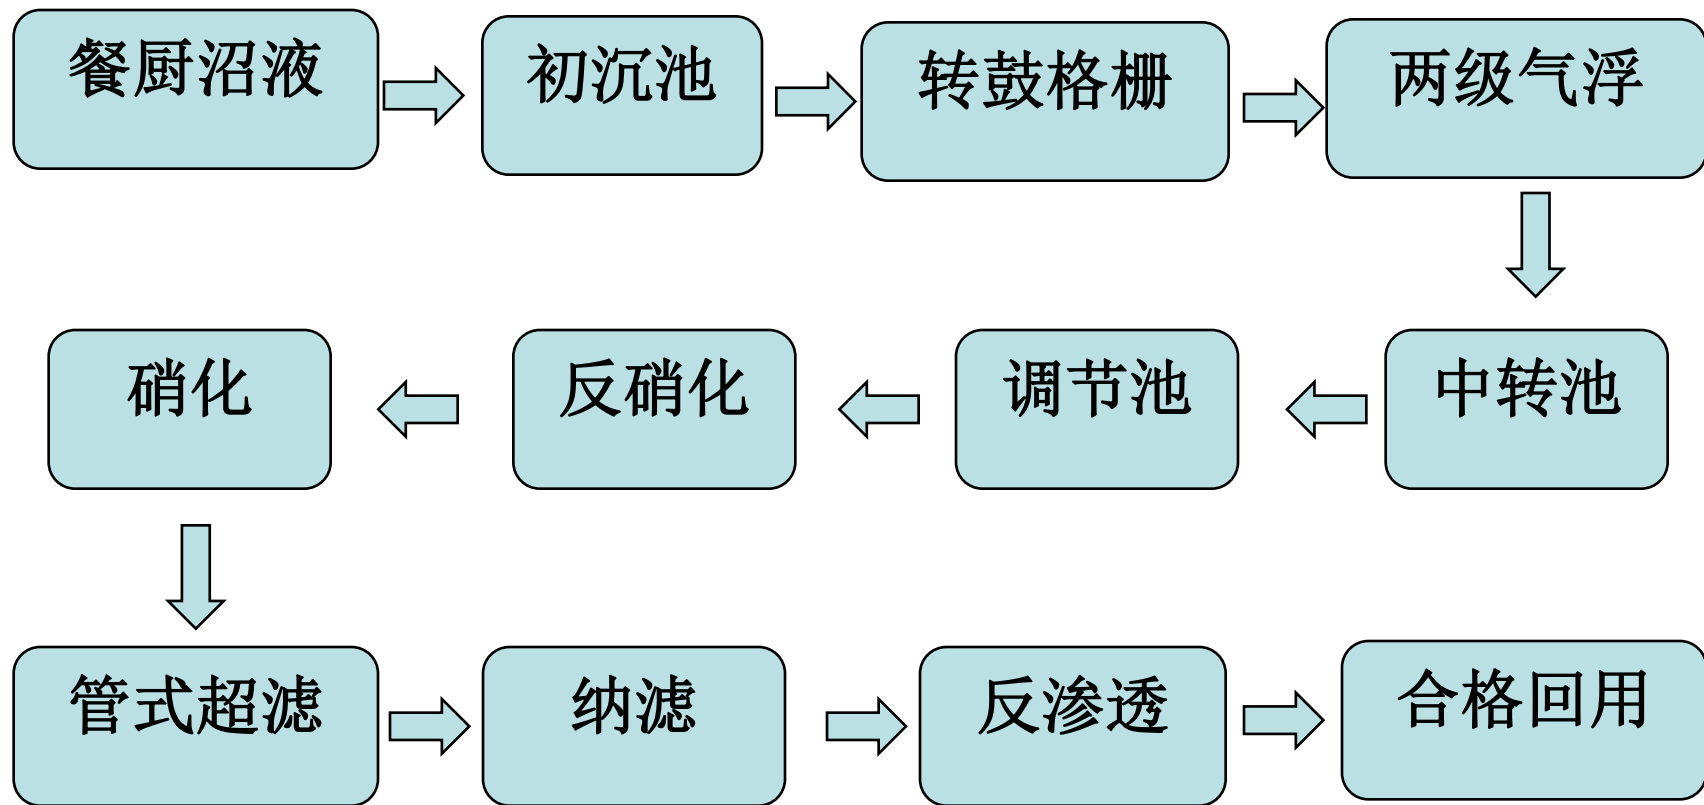 餐厨沼液
初沉池
转鼓格栅
两级气浮
中转池
调节池
反硝化
硝化
管式超滤
纳滤
反渗透
合格回用